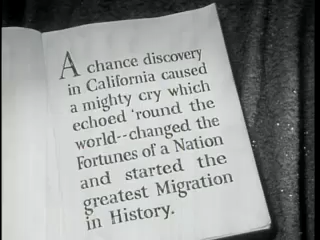 A chance discovery
in California caused
a mighty cry which
echoed 'round the
world--changed the
Fortunes of a Nation
and started the
greatest Migration
in History.